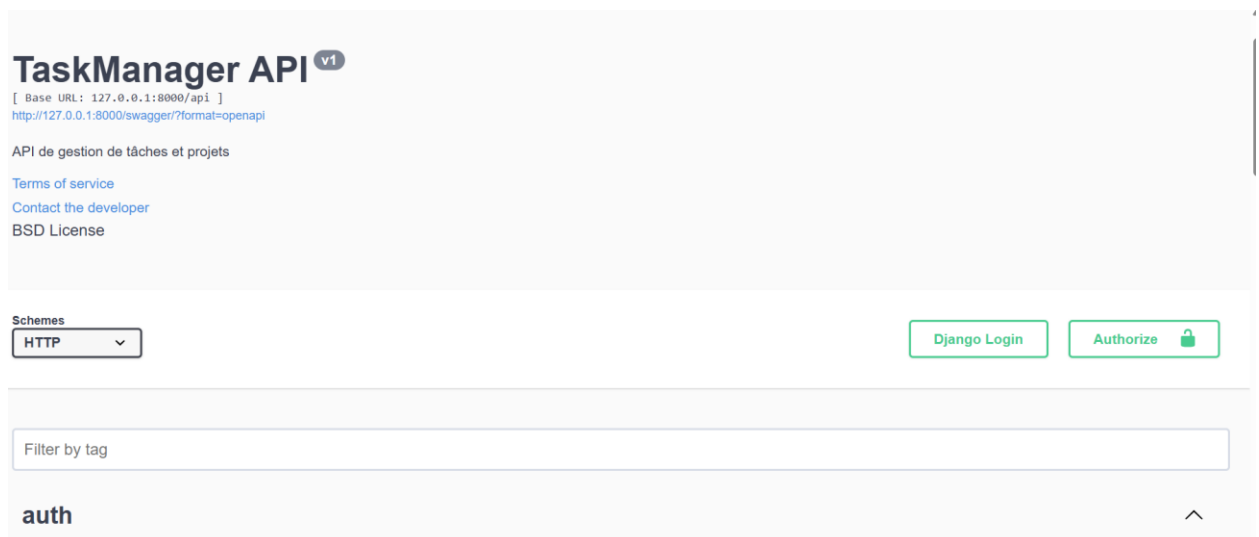 TaskManager API v1
[ Base URL: 127.0.0.1:8000/api ]
http://127.0.0.1:8000/swagger/?format=openapi
API de gestion de tâches et projets
Terms of service
Contact the developer
BSD License
Schemes
HTTP
Django Login
Authorize
Filter by tag
auth